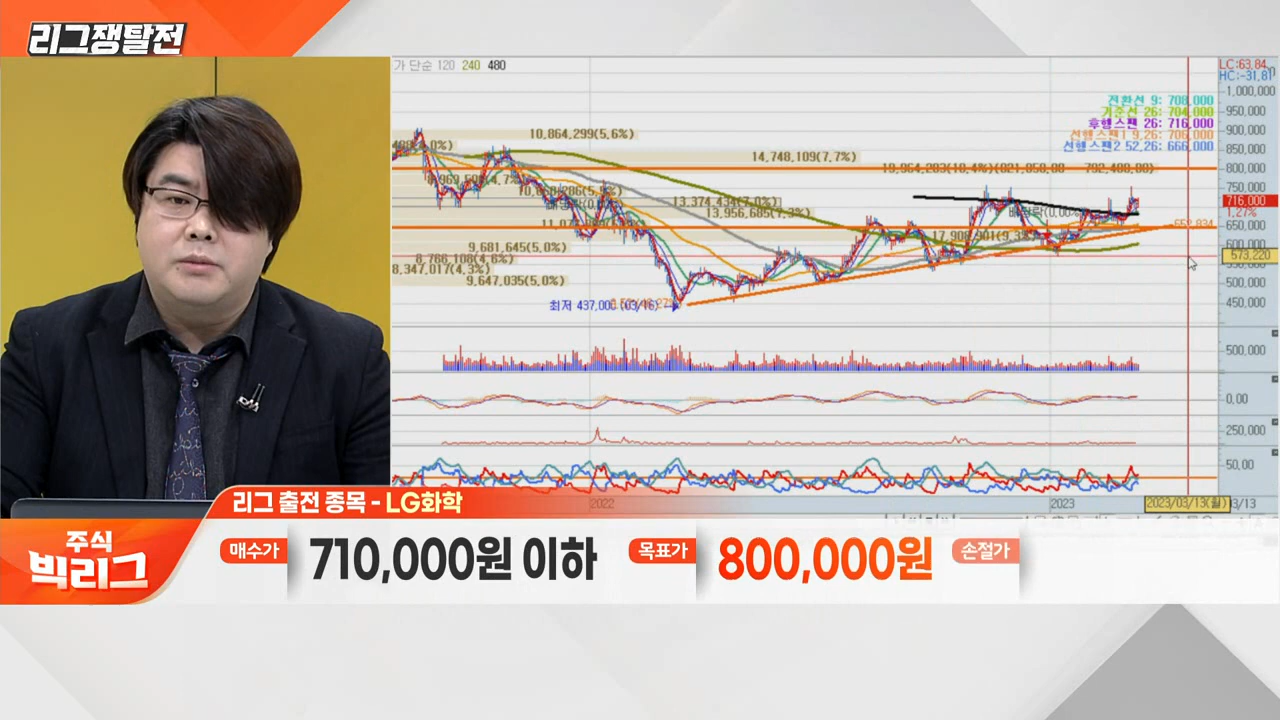 리그쟁탈전
가 단순 120 240 480
LC:63.84
HC:-31.81
1,000,000
전환선 9: 708,000
기준선 26: 704,000
후행스팬 26: 716,000
선행스팬1 9,26: 706,000
선행스팬2 52,26: 666,000
950,000
900,000
850,000
800,000
750,000
716,000
1.27%
650,000
600,000
573,220
500,000
450,000
10,864,299(5.6%)
14,748,109(7.7%)
13,374,434(7.0%)
13,956,685(7.3%)
9,681,645(5.0%)
8,766,108(4.6%)
8,347,017(4.3%)
9,647,035(5.0%)
최저 437,000 (03/16)
652,834
500,000
0,00
250,000
50,00
2022
2023
2023/03/13(월)
3/13
리그 출전 종목 - LG화학
주식
빅리그
매수가
710,000원 이하
목표가
800,000원
손절가